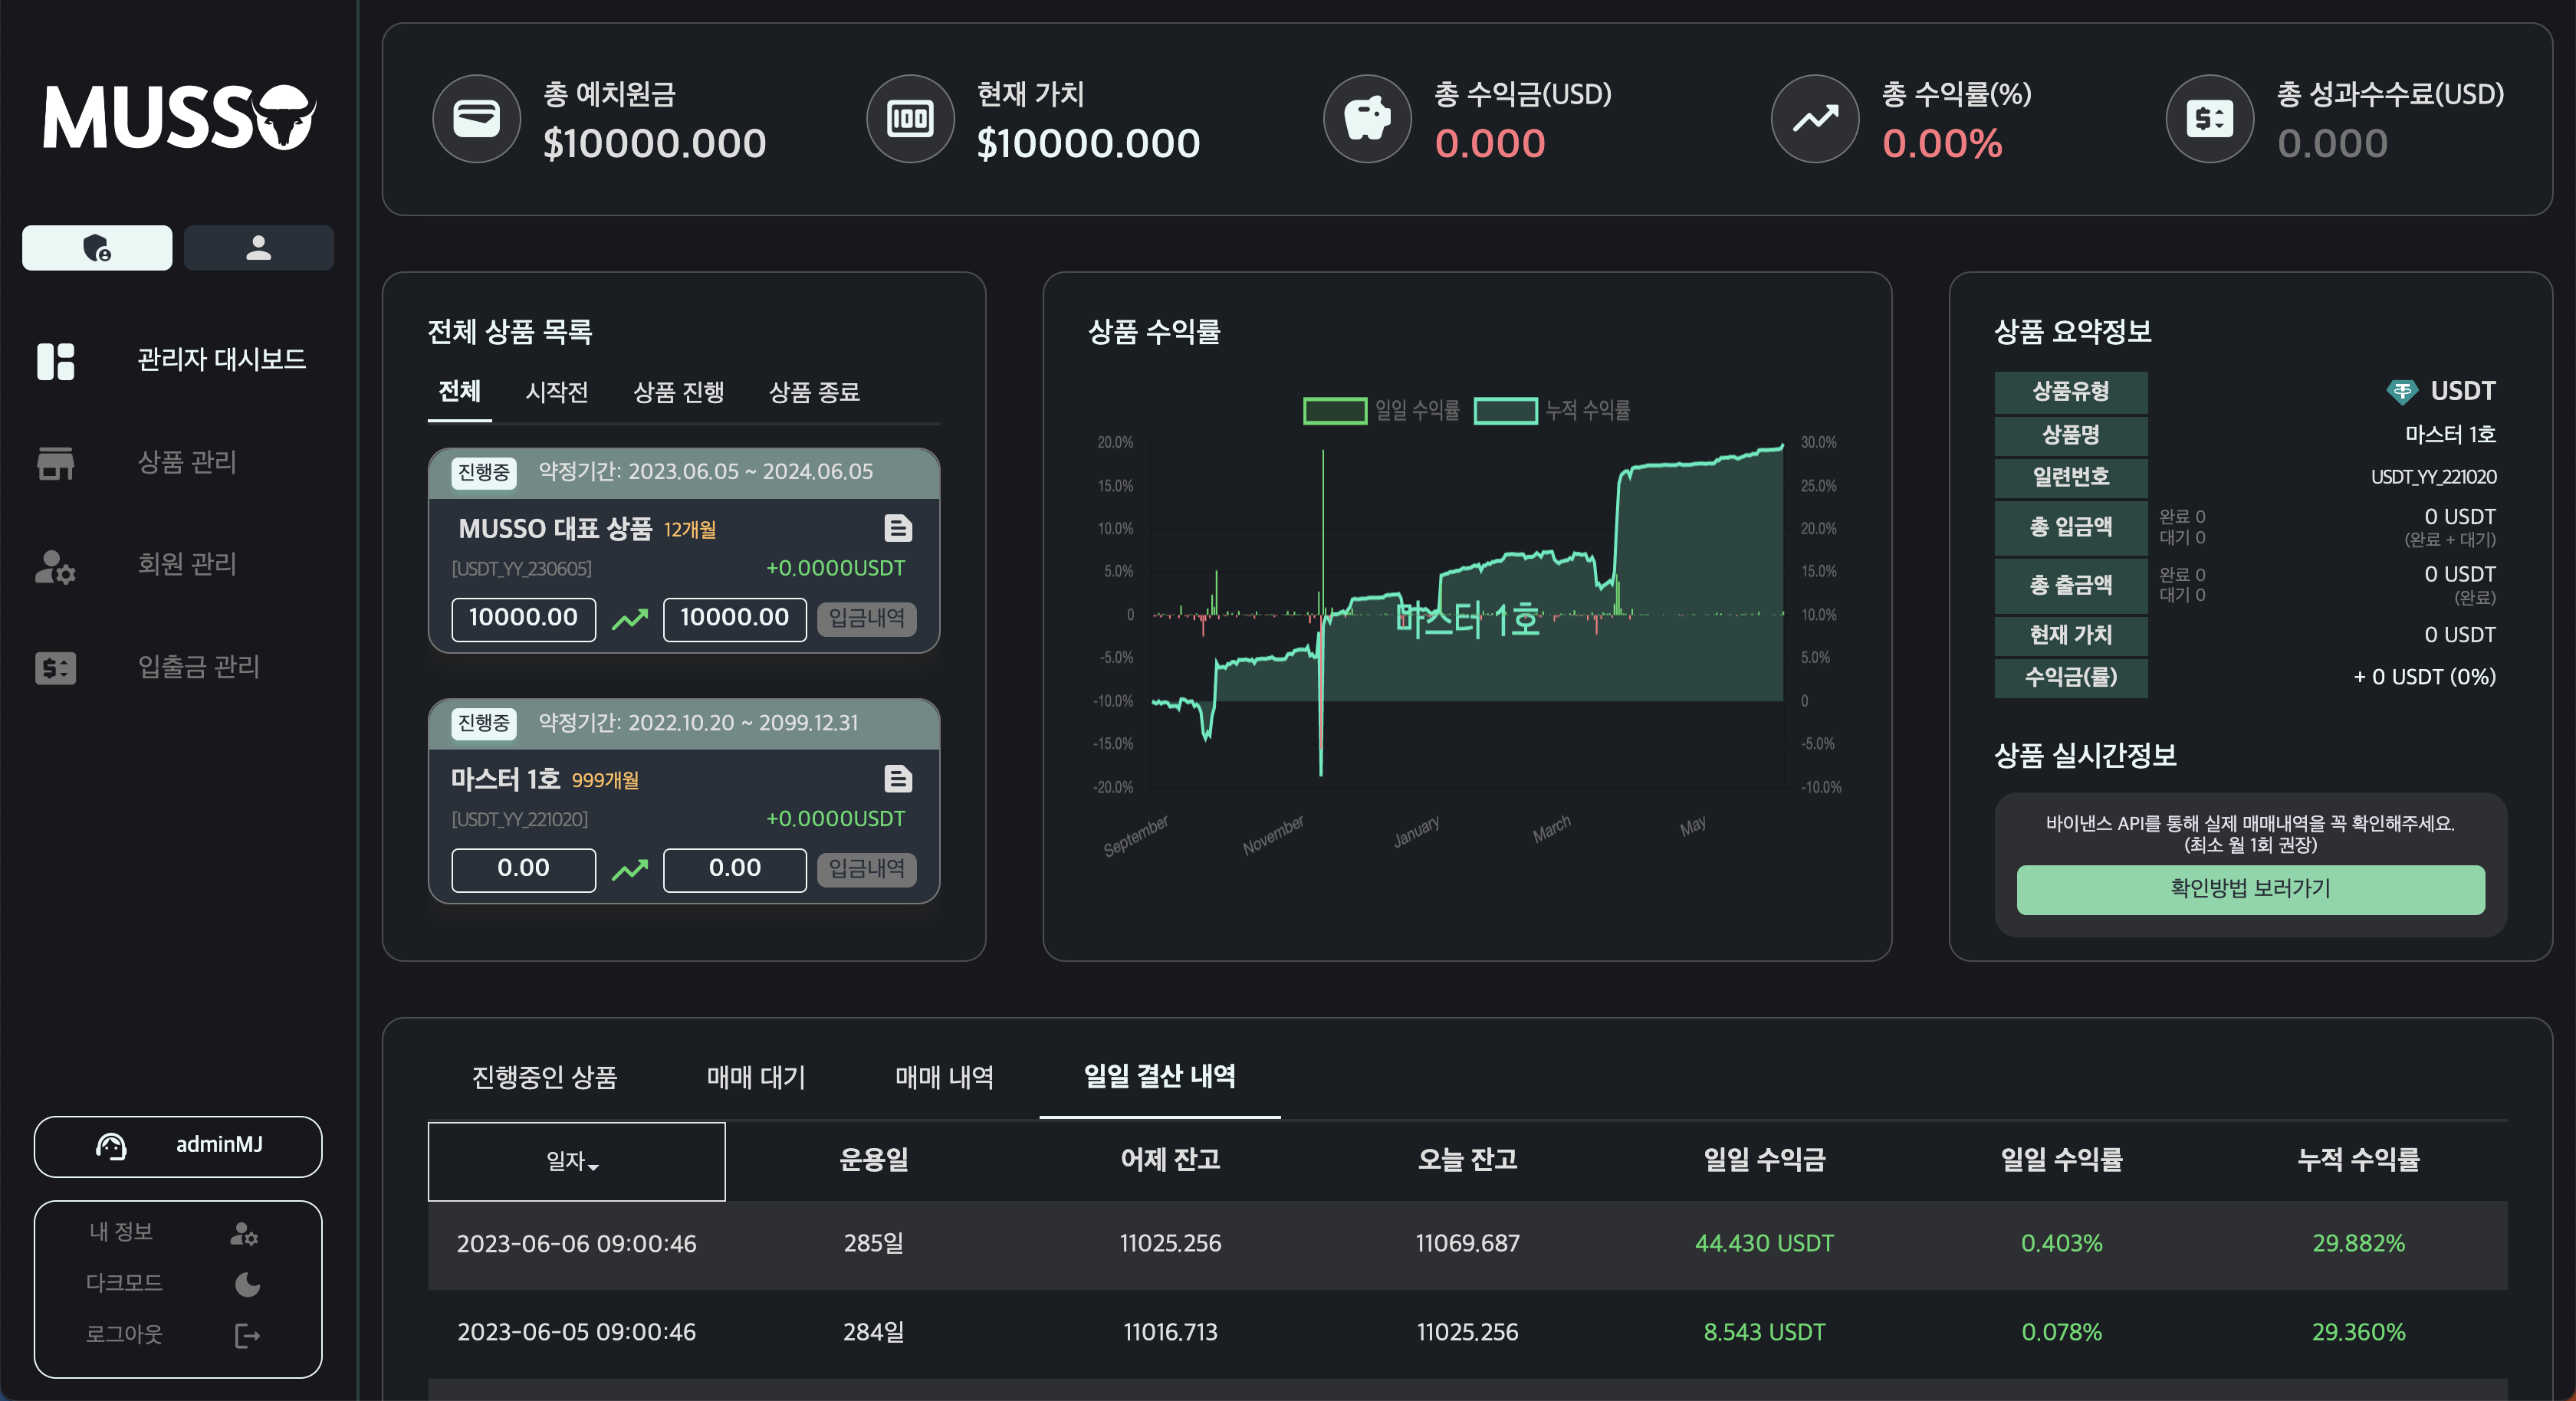 MUSSO
관리자 대시보드
상품 관리
회원 관리
입출금 관리
adminMJ
내 정보
다크모드
로그아웃
총 예치원금
$10000.000
현재 가치
$10000.000
총 수익금(USD)
0.000
총 수익률(%)
0.00%
총 성과수수료(USD)
0.000
전체 상품 목록
전체 시작전 상품 진행 상품 종료
진행중 약정기간: 2023.06.05 ~ 2024.06.05
MUSSO 대표 상품 12개월
[USDT_YY_230605] +0.0000USDT
10000.00 10000.00 입금내역
진행중 약정기간: 2022.10.20 ~ 2099.12.31
마스터 1호 999개월
[USDT_YY_221020] +0.0000USDT
0.00 0.00 입금내역
상품 수익률
일일 수익률 누적 수익률
20.0% 30.0%
15.0% 25.0%
10.0% 20.0%
5.0% 15.0%
0 10.0%
-5.0% 5.0%
-10.0% 0
-15.0% -5.0%
-20.0% -10.0%
마스터 1호
September November January March May
상품 요약정보
상품유형 USDT
상품명 마스터 1호
일련번호 USDT_YY_221020
총 입금액 완료 0 0 USDT
대기 0 (완료 + 대기)
총 출금액 완료 0 0 USDT
대기 0 (완료)
현재 가치 0 USDT
수익금(률) + 0 USDT (0%)
상품 실시간정보
바이낸스 API를 통해 실제 매매내역을 꼭 확인해주세요.
(최소 월 1회 권장)
확인방법 보러가기
진행중인 상품 매매 대기 매매 내역 일일 결산 내역
일자 운용일 어제 잔고 오늘 잔고 일일 수익금 일일 수익률 누적 수익률
2023-06-06 09:00:46 285일 11025.256 11069.687 44.430 USDT 0.403% 29.882%
2023-06-05 09:00:46 284일 11016.713 11025.256 8.543 USDT 0.078% 29.360%